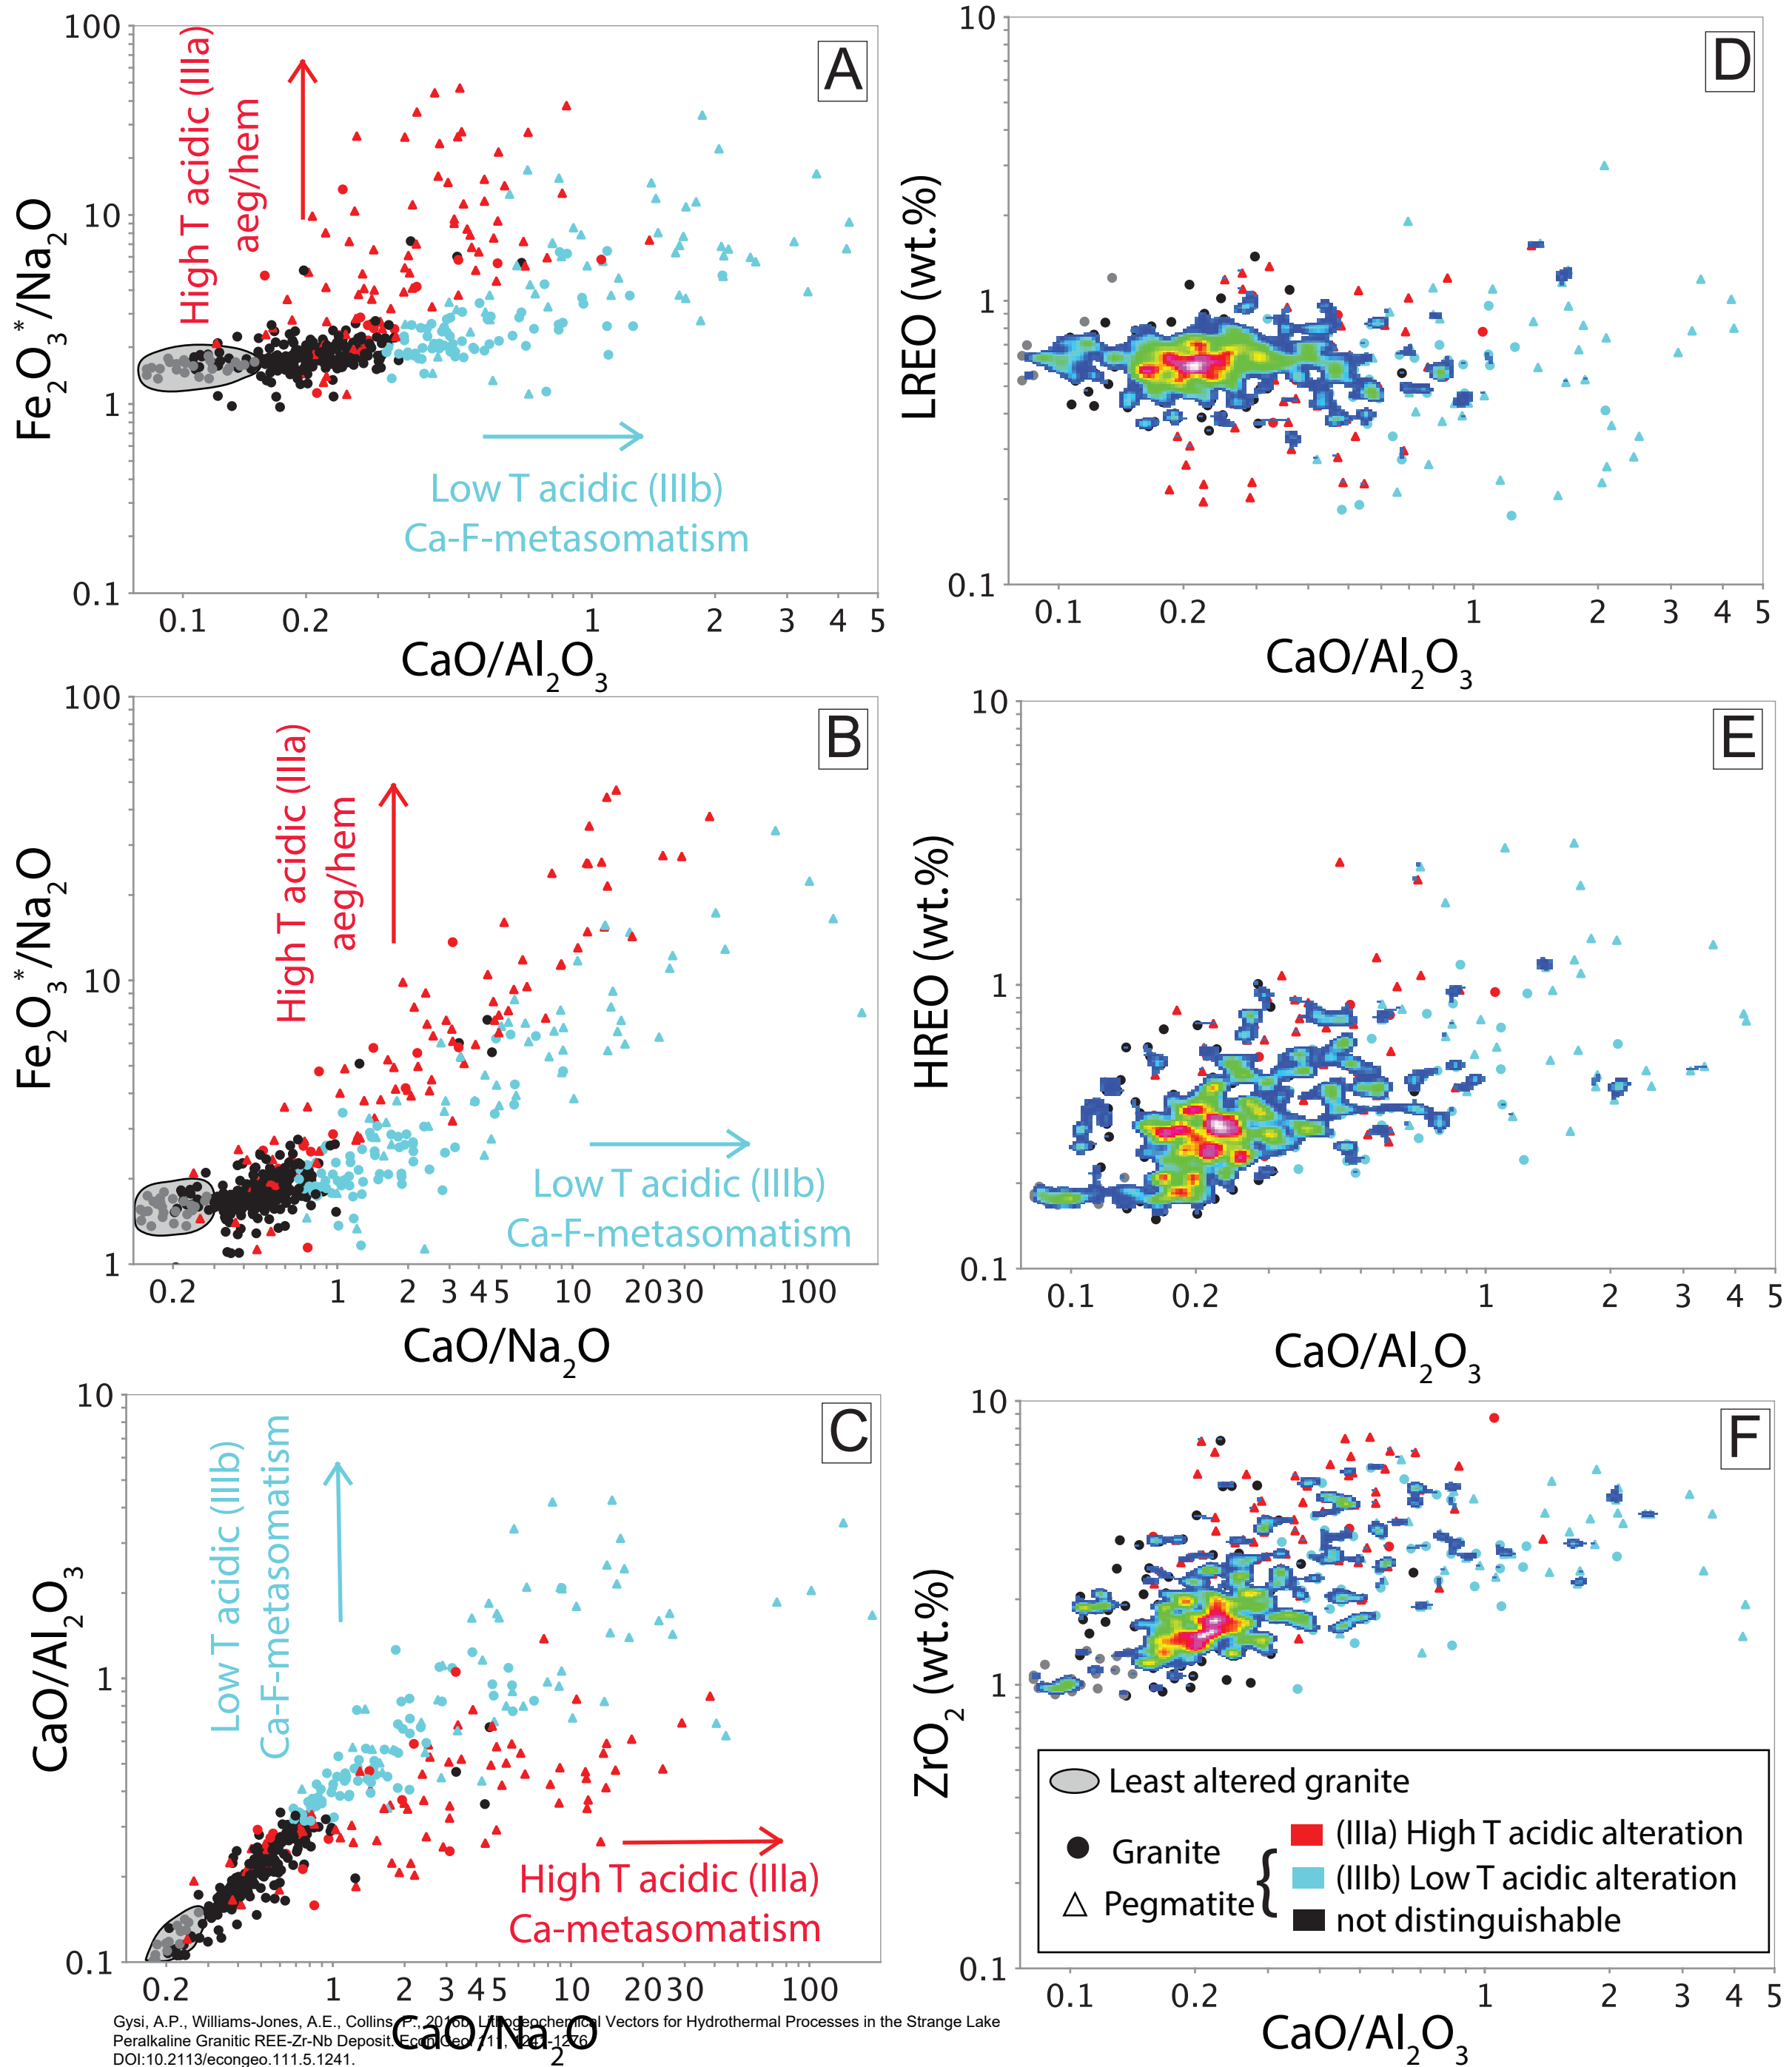 A
100
10
1
0.1
Fe2O3*/Na2O
High T acidic (IIIa)
aeg/hem
Low T acidic (IIIb)
Ca-F-metasomatism
0.1 0.2 1 2 3 4 5
CaO/Al2O3
D
10
1
0.1
LREO (wt.%)
0.1 0.2 1 2 3 4 5
CaO/Al2O3
B
100
10
1
Fe2O3*/Na2O
High T acidic (IIIa)
aeg/hem
Low T acidic (IIIb)
Ca-F-metasomatism
0.2 1 2 3 4 5 10 20 30 100
CaO/Na2O
E
10
1
0.1
HREO (wt.%)
0.1 0.2 1 2 3 4 5
CaO/Al2O3
C
10
1
0.1
CaO/Al2O3
Low T acidic (IIIb)
Ca-F-metasomatism
High T acidic (IIIa)
Ca-metasomatism
0.2 1 2 3 4 5 10 20 30 100
CaO/Na2O
F
10
1
0.1
ZrO2 (wt.%)
Least altered granite
Granite
Pegmatite
(IIIa) High T acidic alteration
(IIIb) Low T acidic alteration
not distinguishable
0.1 0.2 1 2 3 4 5
CaO/Al2O3
Gysi, A.P., Williams-Jones, A.E., Collins, P., 2016b, Lithogeochemical Vectors for Hydrothermal Processes in the Strange Lake
Peralkaline Granitic REE-Zr-Nb Deposit. Econ Geol 111, 1241-1276.
DOI:10.2113/econgeo.111.5.1241.